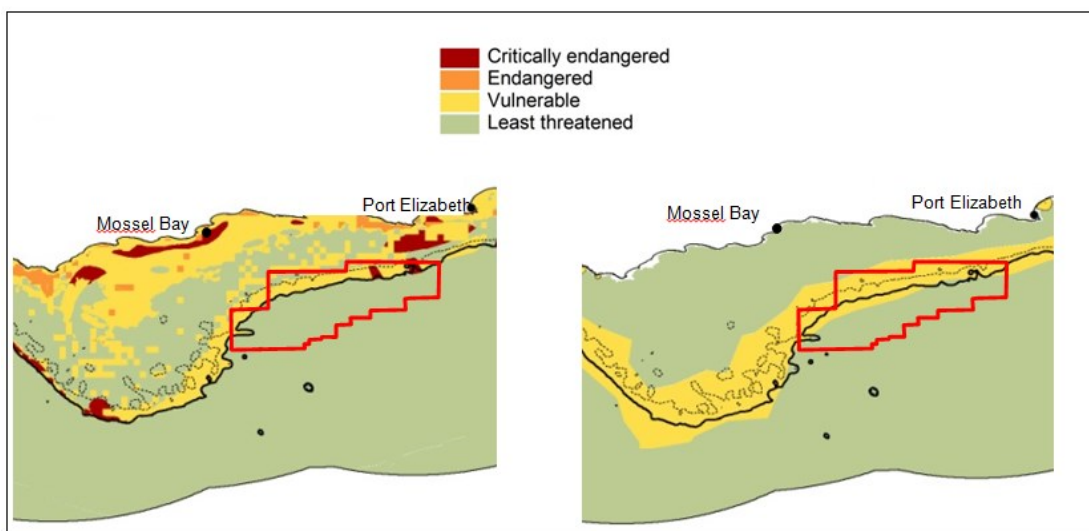 Critically endangered
Endangered
Vulnerable
Least threatened
Mossel Bay
Port Elizabeth
Mossel Bay
Port Elizabeth